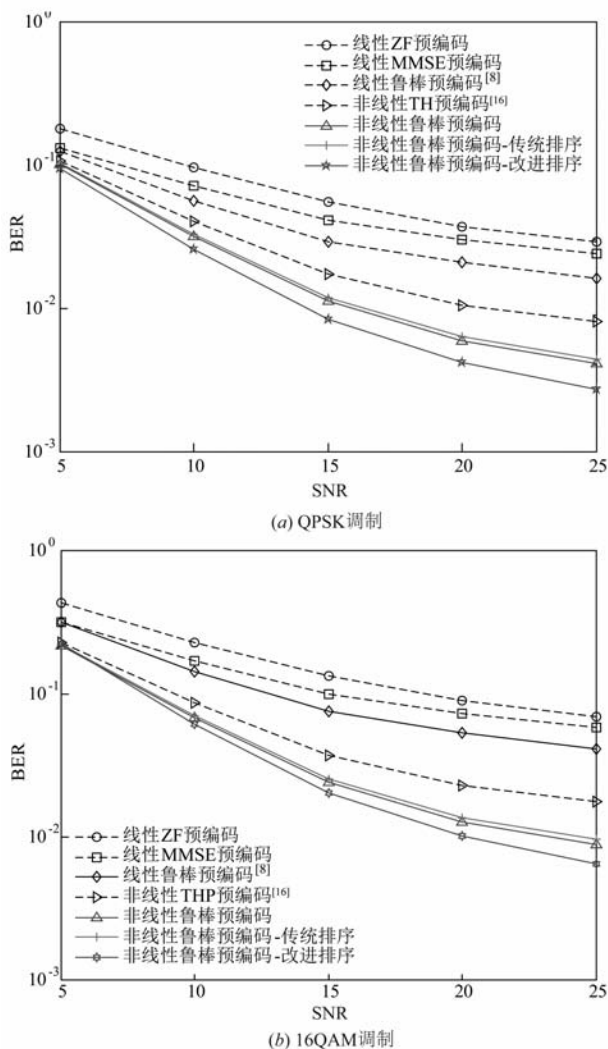 10⁰
线性ZF预编码
线性MMSE预编码
线性鲁棒预编码[8]
非线性TH预编码[16]
非线性鲁棒预编码
非线性鲁棒预编码-传统排序
非线性鲁棒预编码-改进排序
10⁻¹
BER
10⁻²
10⁻³
5 10 15 20 25
SNR
(a) QPSK调制
10⁰
10⁻¹
BER
10⁻²
线性ZF预编码
线性MMSE预编码
线性鲁棒预编码[8]
非线性THP预编码[16]
非线性鲁棒预编码
非线性鲁棒预编码-传统排序
非线性鲁棒预编码-改进排序
10⁻³
5 10 15 20 25
SNR
(b) 16QAM调制